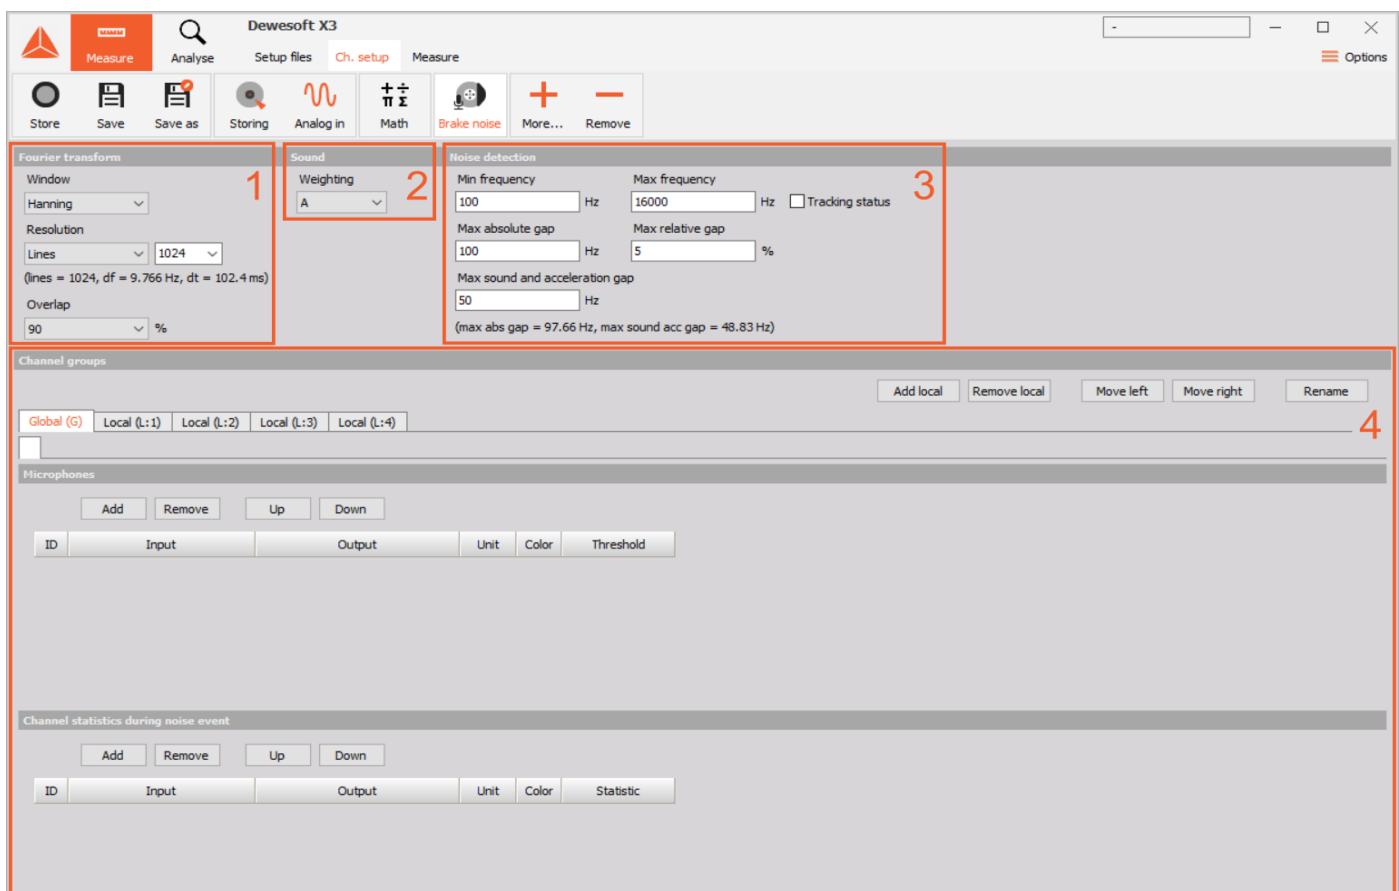 Dewesoft X3
-
Measure
Analyse
Setup files Ch. setup Measure
Options
Store Save Save as Storing Analog in Math Brake noise More... Remove
Fourier transform
Window
Hanning
Resolution
Lines 1024
(lines = 1024, df = 9.766 Hz, dt = 102.4 ms)
Overlap
90 %
1
Sound
Weighting
A
2
Noise detection
Min frequency Max frequency
100 Hz 16000 Hz Tracking status
Max absolute gap Max relative gap
100 Hz 5 %
Max sound and acceleration gap
50 Hz
(max abs gap = 97.66 Hz, max sound acc gap = 48.83 Hz)
3
Channel groups
Add local Remove local Move left Move right Rename
Global (G) Local (L:1) Local (L:2) Local (L:3) Local (L:4)
4
Microphones
Add Remove Up Down
ID Input Output Unit Color Threshold
Channel statistics during noise event
Add Remove Up Down
ID Input Output Unit Color Statistic